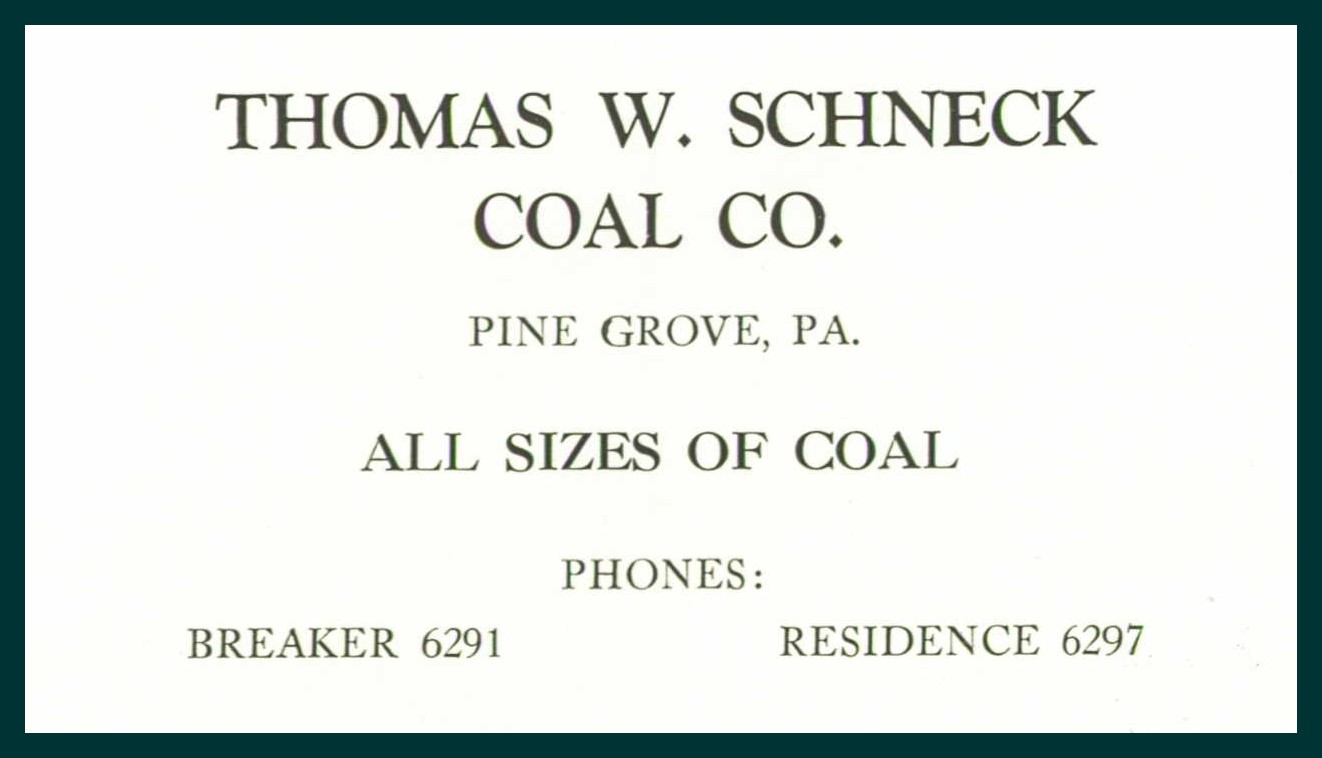 THOMAS W. SCHNECK
COAL CO.
PINE GROVE, PA.
ALL SIZES OF COAL
PHONES:
BREAKER 6291 RESIDENCE 6297